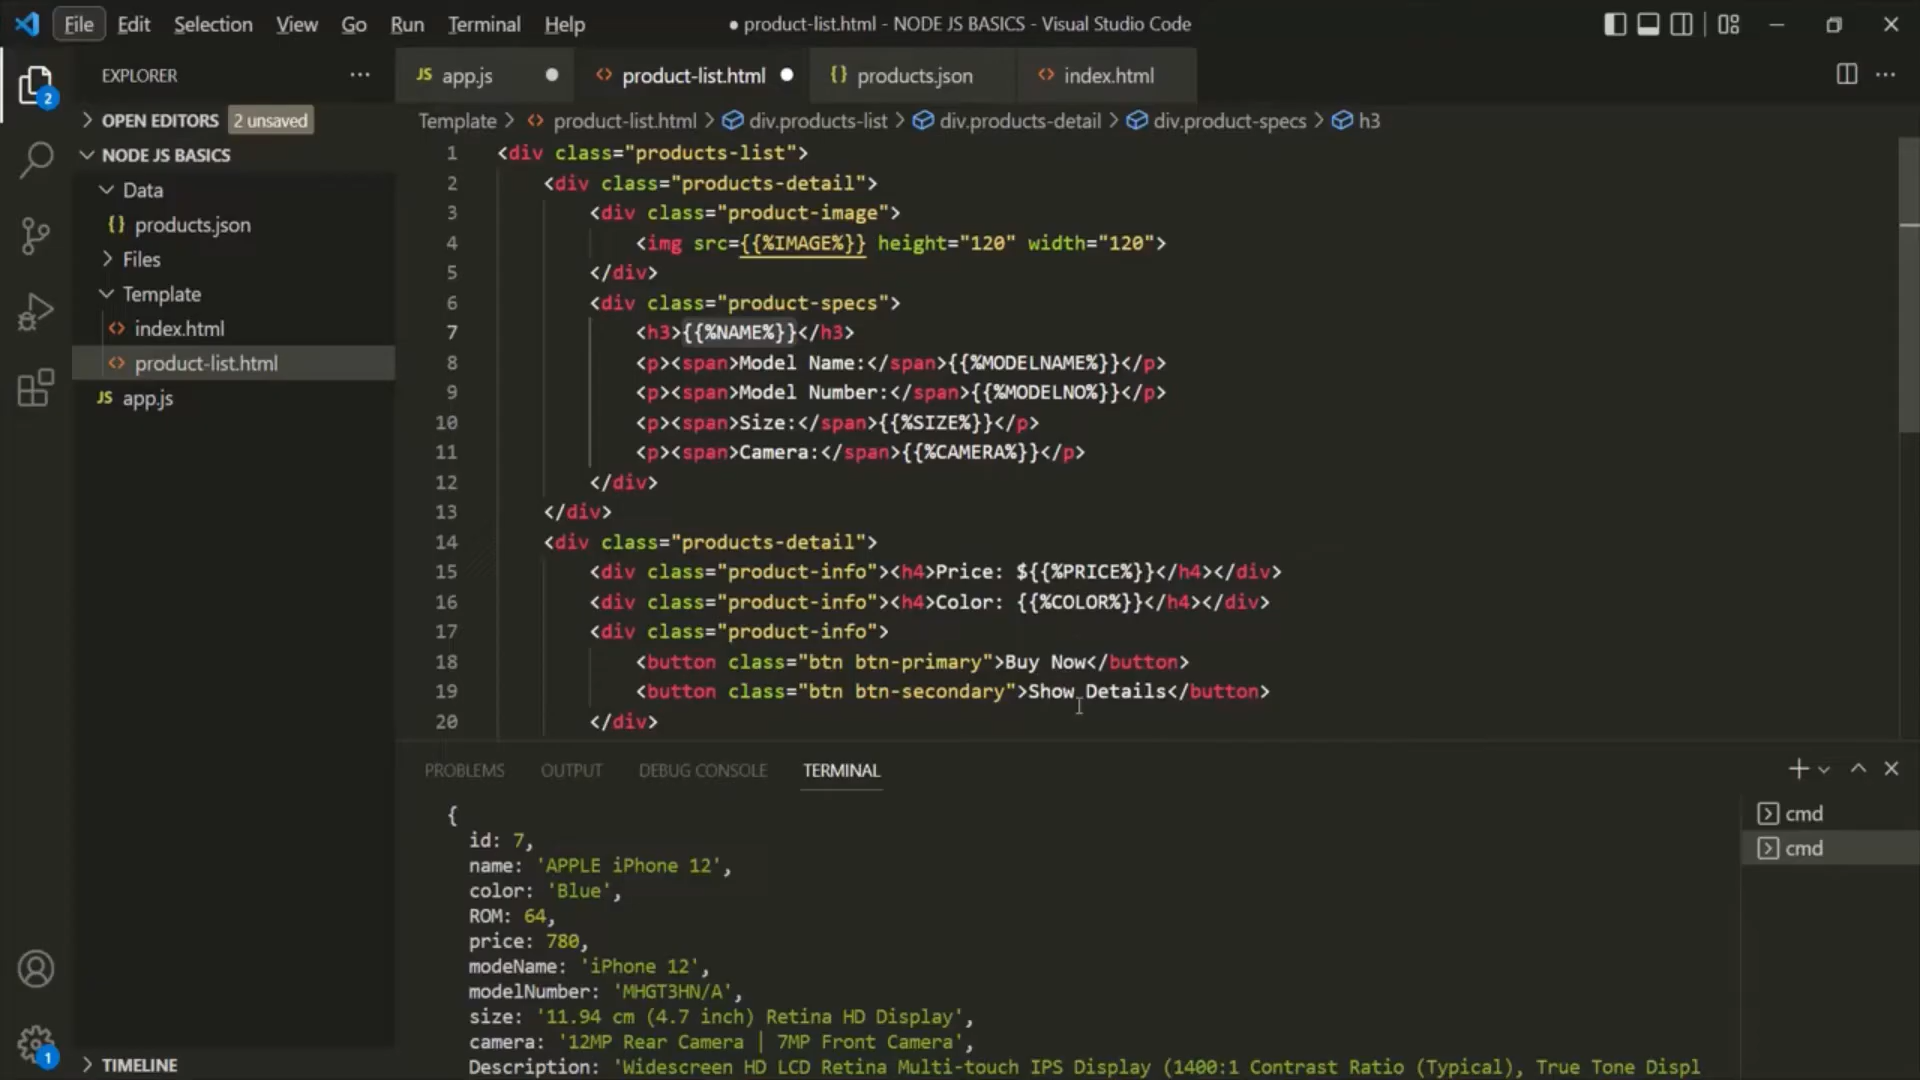 File Edit Selection View Go Run Terminal Help ● product-list.html - NODE JS BASICS - Visual Studio Code
EXPLORER ···
JS app.js <> product-list.html {} products.json <> index.html
OPEN EDITORS 2 unsaved
Template > <> product-list.html > div.products-list > div.products-detail > div.product-specs > h3
NODE JS BASICS
Data
{} products.json
Files
Template
<> index.html
<> product-list.html
JS app.js
2
1
TIMELINE
1 <div class="products-list">
2 <div class="products-detail">
3 <div class="product-image">
4 <img src={{%IMAGE%}} height="120" width="120">
5 </div>
6 <div class="product-specs">
7 <h3>{{%NAME%}}</h3>
8 <p><span>Model Name:</span>{{%MODELNAME%}}</p>
9 <p><span>Model Number:</span>{{%MODELNO%}}</p>
10 <p><span>Size:</span>{{%SIZE%}}</p>
11 <p><span>Camera:</span>{{%CAMERA%}}</p>
12 </div>
13 </div>
14 <div class="products-detail">
15 <div class="product-info"><h4>Price: ${{%PRICE%}}</h4></div>
16 <div class="product-info"><h4>Color: {{%COLOR%}}</h4></div>
17 <div class="product-info">
18 <button class="btn btn-primary">Buy Now</button>
19 <button class="btn btn-secondary">Show Details</button>
20 </div>
PROBLEMS OUTPUT DEBUG CONSOLE TERMINAL
{
id: 7,
name: 'APPLE iPhone 12',
color: 'Blue',
ROM: 64,
price: 780,
modeName: 'iPhone 12',
modelNumber: 'MHGT3HN/A',
size: '11.94 cm (4.7 inch) Retina HD Display',
camera: '12MP Rear Camera | 7MP Front Camera',
Description: 'Widescreen HD LCD Retina Multi-touch IPS Display (1400:1 Contrast Ratio (Typical), True Tone Displ
cmd
cmd